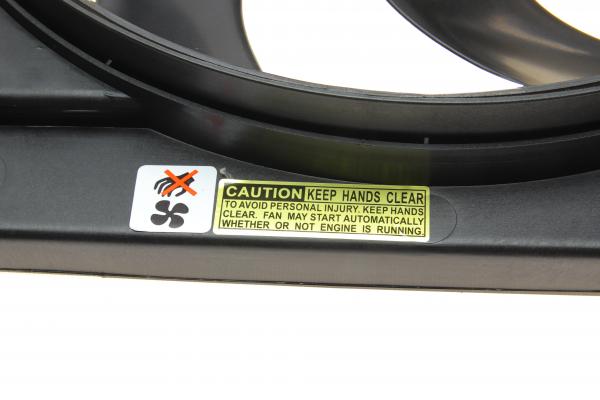 CAUTION KEEP HANDS CLEAR
TO AVOID PERSONAL INJURY. KEEP HANDS
CLEAR. FAN MAY START AUTOMATICALLY
WHETHER OR NOT ENGINE IS RUNNING.